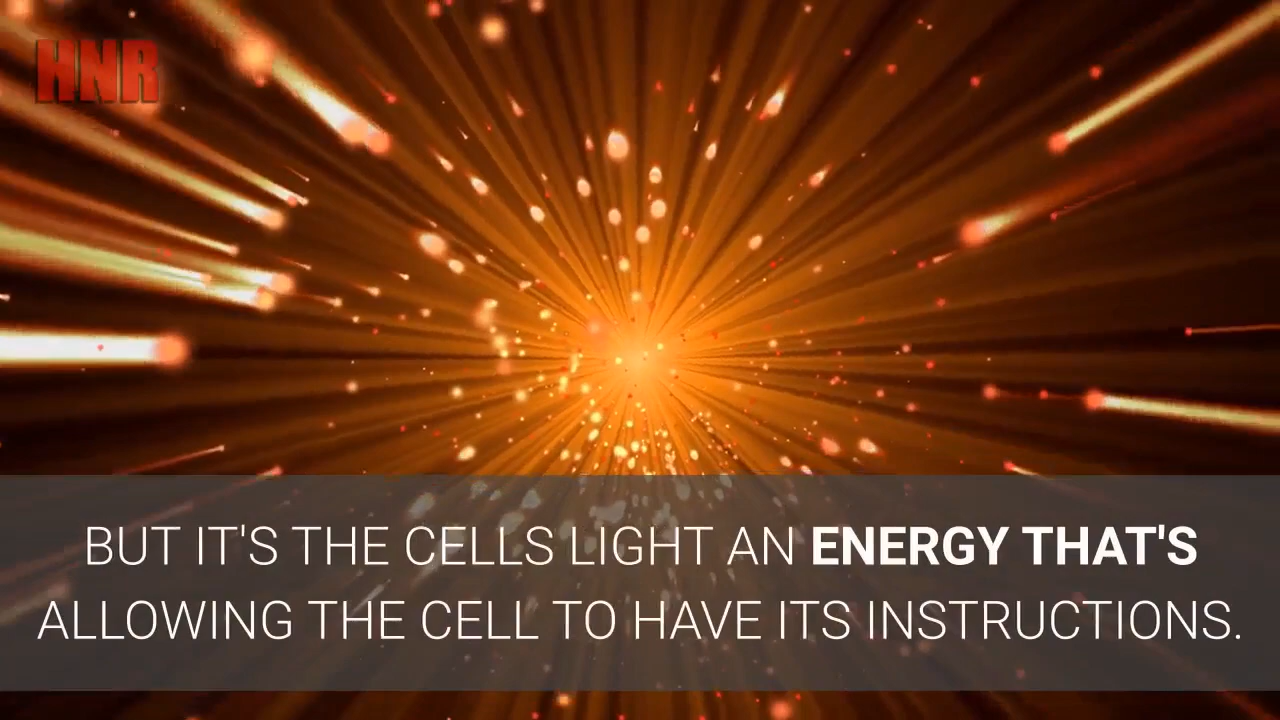 HNR
BUT IT'S THE CELLS LIGHT AN ENERGY THAT'S
ALLOWING THE CELL TO HAVE ITS INSTRUCTIONS.